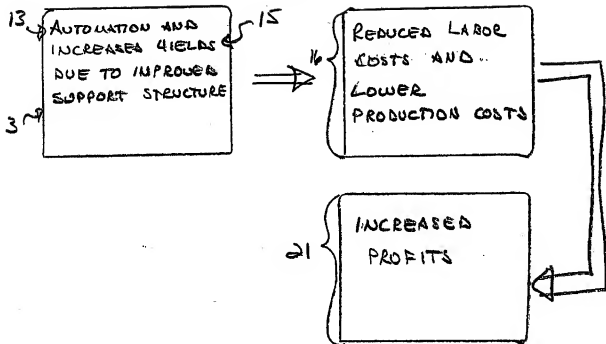 13
AUTOMATION AND
15
INCREASED YIELDS
DUE TO IMPROVED
SUPPORT STRUCTURE
3
16
REDUCED LABOR
COSTS AND..
LOWER
PRODUCTION COSTS
21
INCREASED
PROFITS